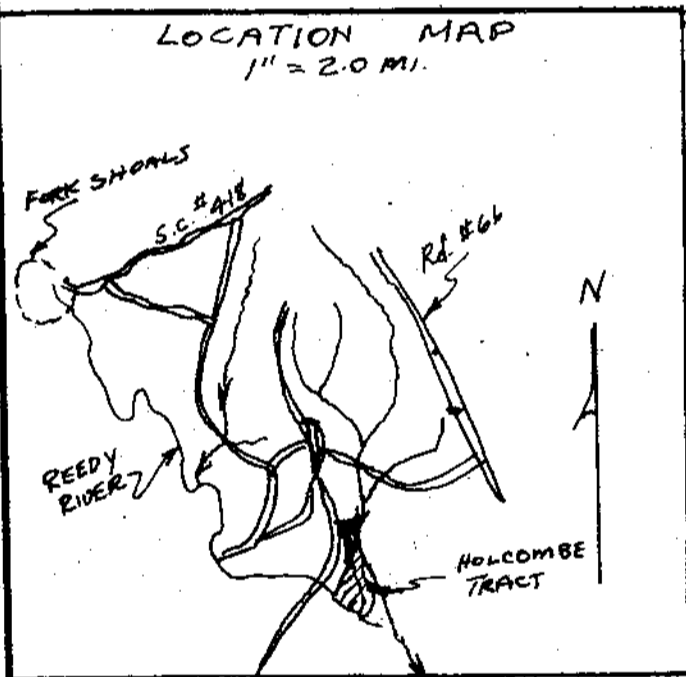 LOCATION MAP
1" = 2.0 MI.
FORK SHOALS
S.C. #418
Rd. #66
N
REEDY
RIVER
HOLCOMBE
TRACT